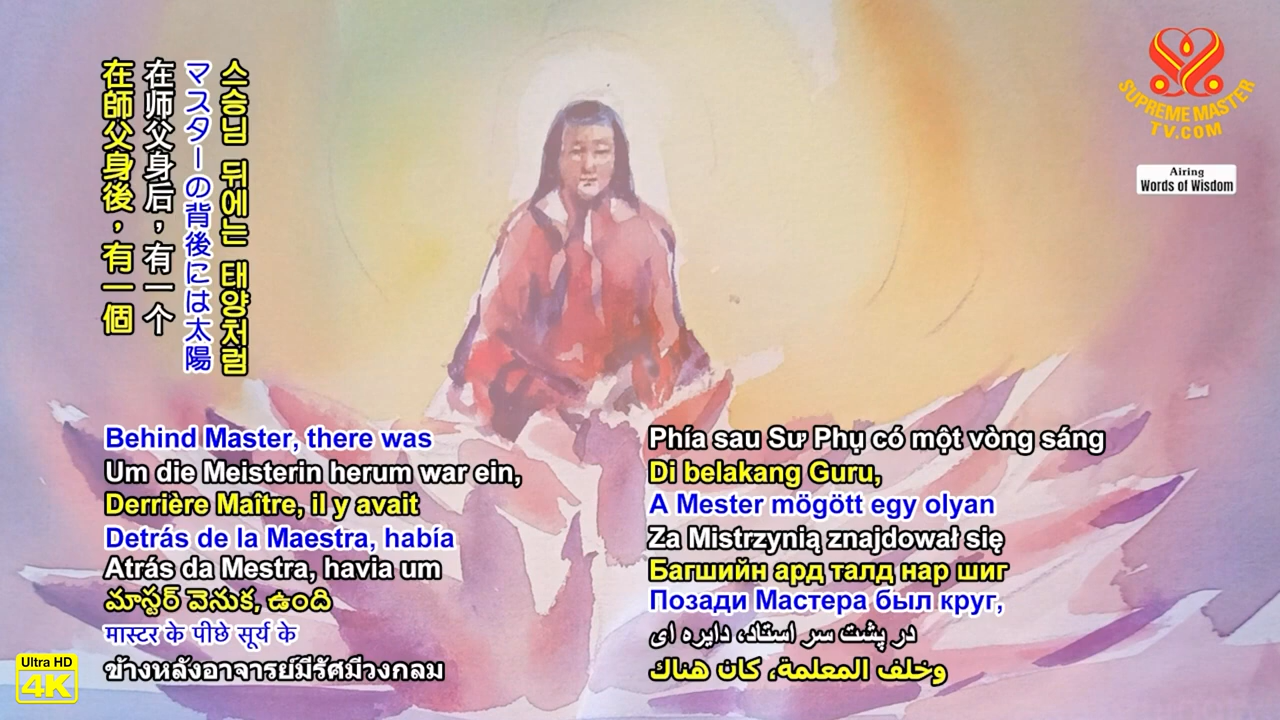 在師父身後，有一個
在师父身后，有一个
マスターの背後には太陽
스승님 뒤에는 태양처럼
SUPREME MASTER
TV.COM
Airing
Words of Wisdom
Behind Master, there was
Um die Meisterin herum war ein,
Derrière Maître, il y avait
Detrás de la Maestra, había
Atrás da Mestra, havia um
మాస్టర్ వెనుక, ఉంది
मास्टर के पीछे सूर्य के
ข้างหลังอาจารย์มีรัศมีวงกลม
Phía sau Sư Phụ có một vòng sáng
Di belakang Guru,
A Mester mögött egy olyan
Za Mistrzynią znajdował się
Багшийн ард талд нар шиг
Позади Мастера был круг,
در پشت سر استاد، دایره ای
وخلف المعلمة، كان هناك
Ultra HD
4K